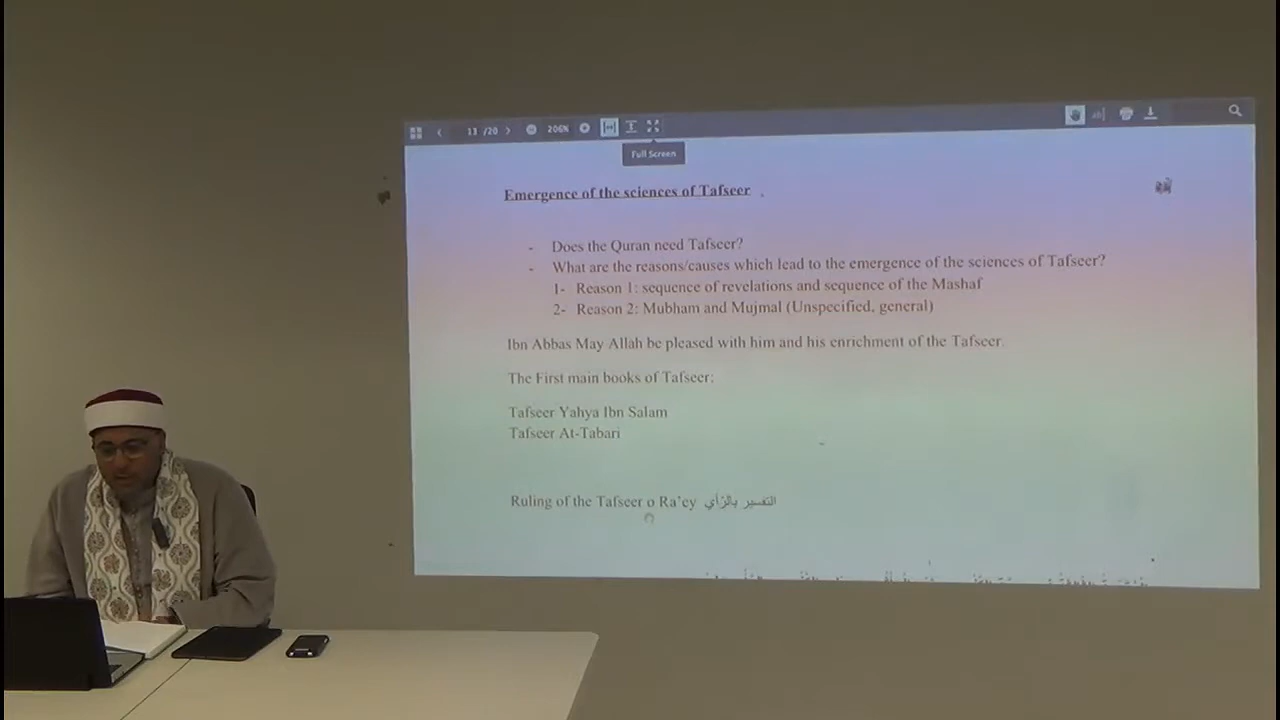 13 /20
206%
Full Screen
Emergence of the sciences of Tafseer .
- Does the Quran need Tafseer?
- What are the reasons/causes which lead to the emergence of the sciences of Tafseer?
1- Reason 1: sequence of revelations and sequence of the Mashaf
2- Reason 2: Mubham and Mujmal (Unspecified, general)
Ibn Abbas May Allah be pleased with him and his enrichment of the Tafseer.
The First main books of Tafseer:
Tafseer Yahya Ibn Salam
Tafseer At-Tabari
Ruling of the Tafseer o Ra’ey التفسير بالرأي